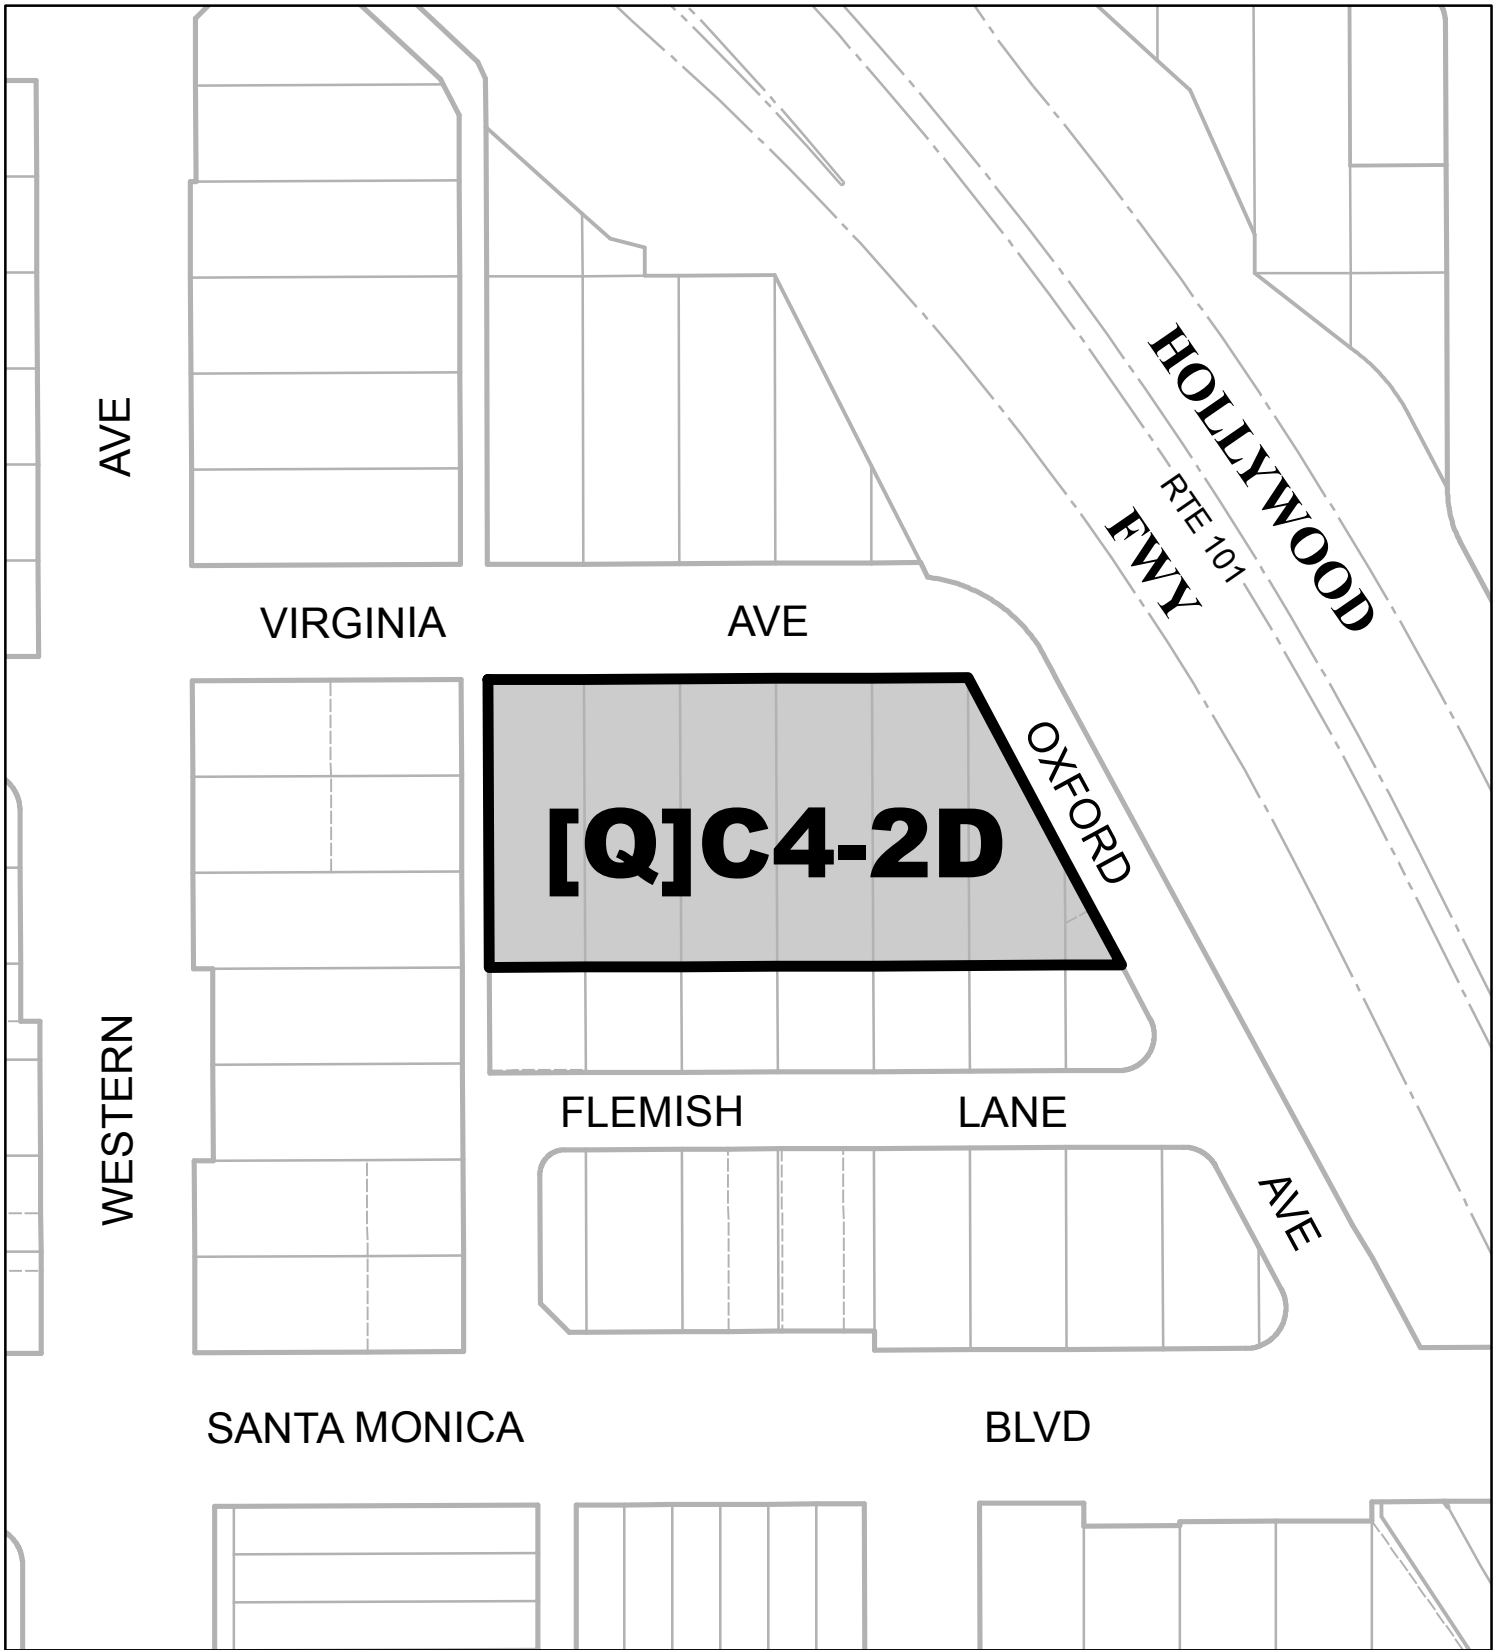 HOLLYWOOD
AVE
RTE 101
FWY
VIRGINIA AVE
OXFORD
[Q]C4-2D
WESTERN
FLEMISH LANE
AVE
SANTA MONICA BLVD